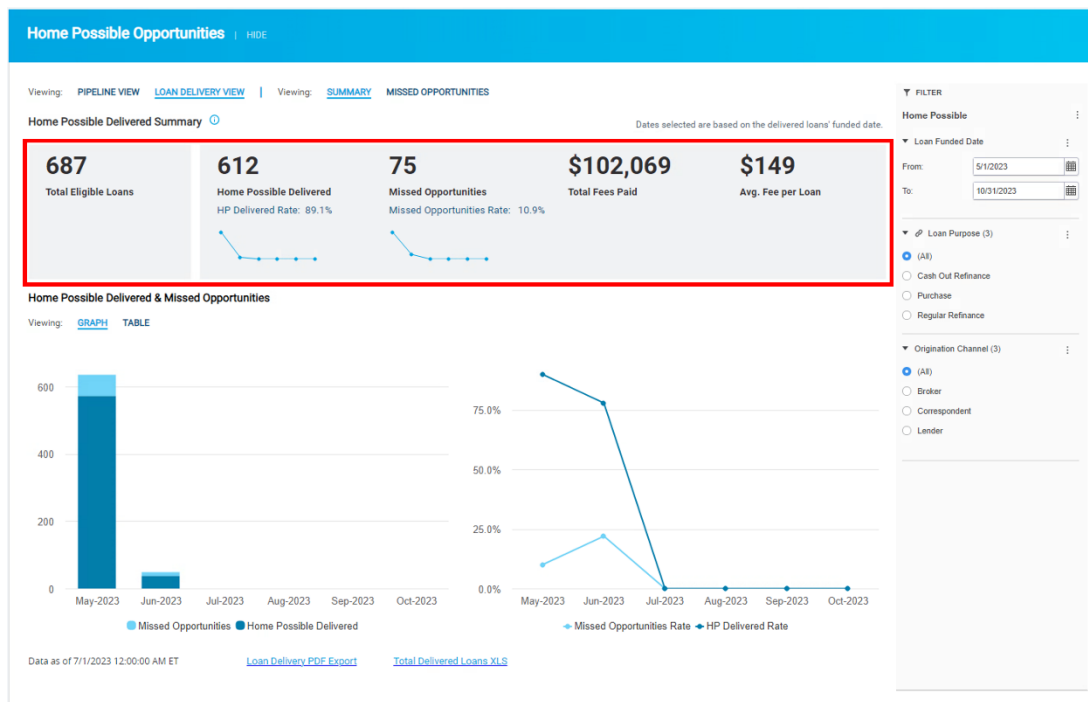 Home Possible Opportunities | HIDE
Viewing: PIPELINE VIEW LOAN DELIVERY VIEW | Viewing: SUMMARY MISSED OPPORTUNITIES
Home Possible Delivered Summary
Dates selected are based on the delivered loans' funded date.
687 612 75 $102,069 $149
Total Eligible Loans Home Possible Delivered Missed Opportunities Total Fees Paid Avg. Fee per Loan
HP Delivered Rate: 89.1% Missed Opportunities Rate: 10.9%
Home Possible Delivered & Missed Opportunities
Viewing: GRAPH TABLE
600
400
200
0
May-2023 Jun-2023 Jul-2023 Aug-2023 Sep-2023 Oct-2023
Missed Opportunities Home Possible Delivered
75.0%
50.0%
25.0%
0.0%
May-2023 Jun-2023 Jul-2023 Aug-2023 Sep-2023 Oct-2023
Missed Opportunities Rate HP Delivered Rate
Data as of 7/1/2023 12:00:00 AM ET Loan Delivery PDF Export Total Delivered Loans XLS
FILTER
Home Possible
Loan Funded Date
From: 5/1/2023
To: 10/31/2023
Loan Purpose (3)
(All)
Cash Out Refinance
Purchase
Regular Refinance
Origination Channel (3)
(All)
Broker
Correspondent
Lender